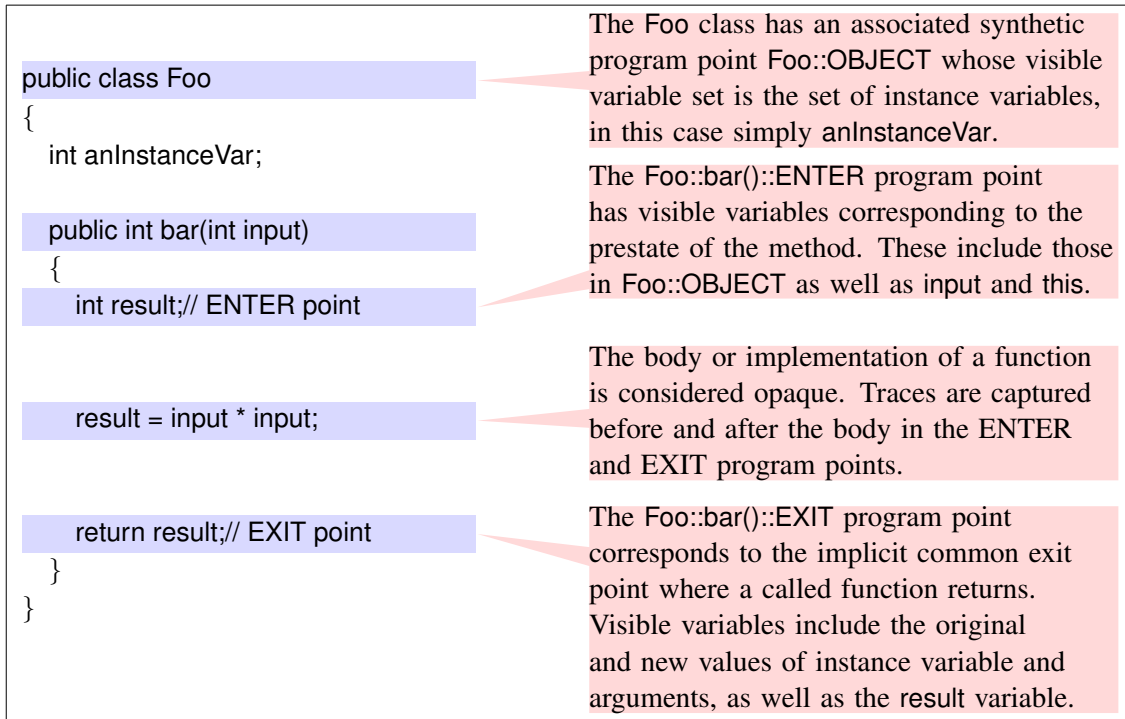 public class Foo
{
int anInstanceVar;
public int bar(int input)
{
int result;// ENTER point
result = input * input;
return result;// EXIT point
}
}
The Foo class has an associated synthetic
program point Foo::OBJECT whose visible
variable set is the set of instance variables,
in this case simply anInstanceVar.
The Foo::bar()::ENTER program point
has visible variables corresponding to the
prestate of the method. These include those
in Foo::OBJECT as well as input and this.
The body or implementation of a function
is considered opaque. Traces are captured
before and after the body in the ENTER
and EXIT program points.
The Foo::bar()::EXIT program point
corresponds to the implicit common exit
point where a called function returns.
Visible variables include the original
and new values of instance variable and
arguments, as well as the result variable.